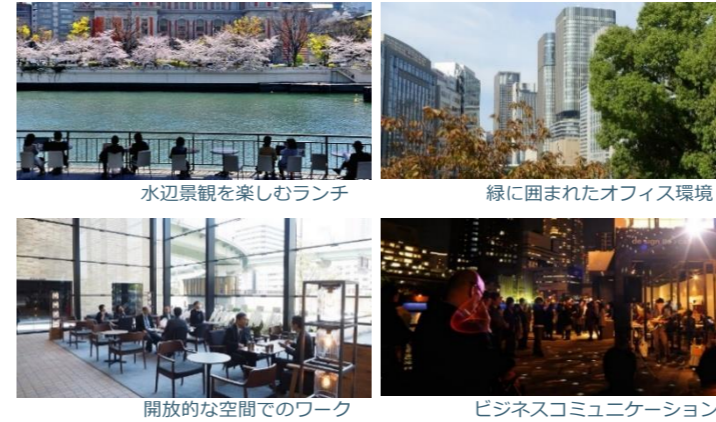 水辺景観を楽しむランチ
緑に囲まれたオフィス環境
開放的な空間でのワーク
ビジネスコミュニケーション